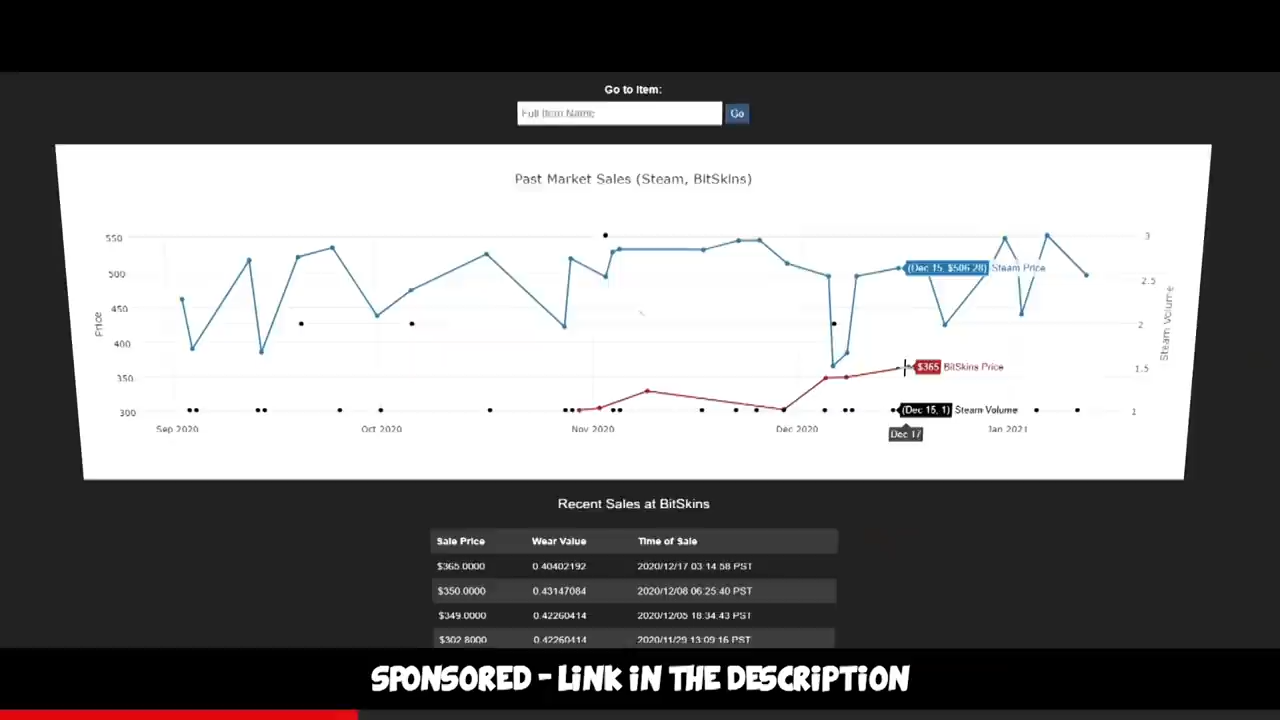 Go to Item:
Full Item Name
Go
Past Market Sales (Steam, BitSkins)
550
500
450
400
350
300
Price
3
2.5
2
1.5
1
Steam Volume
(Dec 15, $506.28) Steam Price
$365 BitSkins Price
(Dec 15, 1) Steam Volume
Dec 17
Sep 2020 Oct 2020 Nov 2020 Dec 2020 Jan 2021
Recent Sales at BitSkins
Sale Price Wear Value Time of Sale
$365.0000 0.40402192 2020/12/17 03:14:58 PST
$350.0000 0.43147084 2020/12/08 06:25:40 PST
$349.0000 0.42260414 2020/12/05 18:34:43 PST
$302.8000 0.42260414 2020/11/29 13:09:16 PST
SPONSORED - LINK IN THE DESCRIPTION